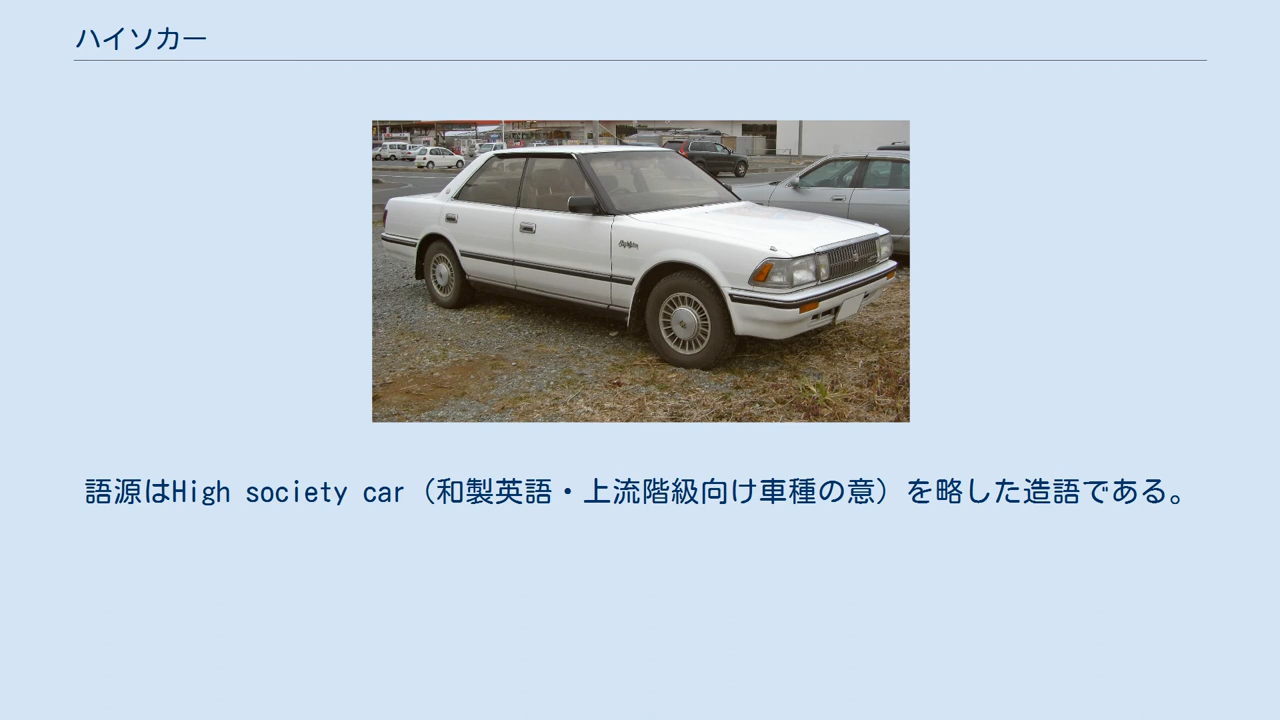 ハイソカー
語源はHigh society car（和製英語・上流階級向け車種の意）を略した造語である。